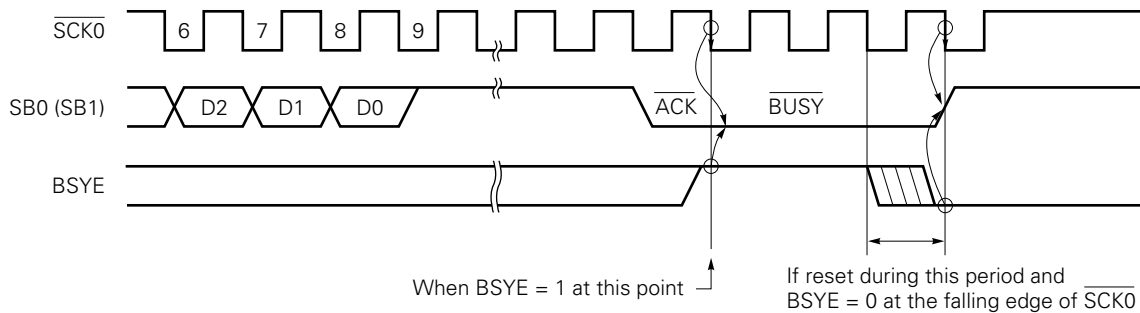 SCK0 6 7 8 9
SB0 (SB1) D2 D1 D0 ACK BUSY
BSYE
When BSYE = 1 at this point
If reset during this period and
BSYE = 0 at the falling edge of SCK0